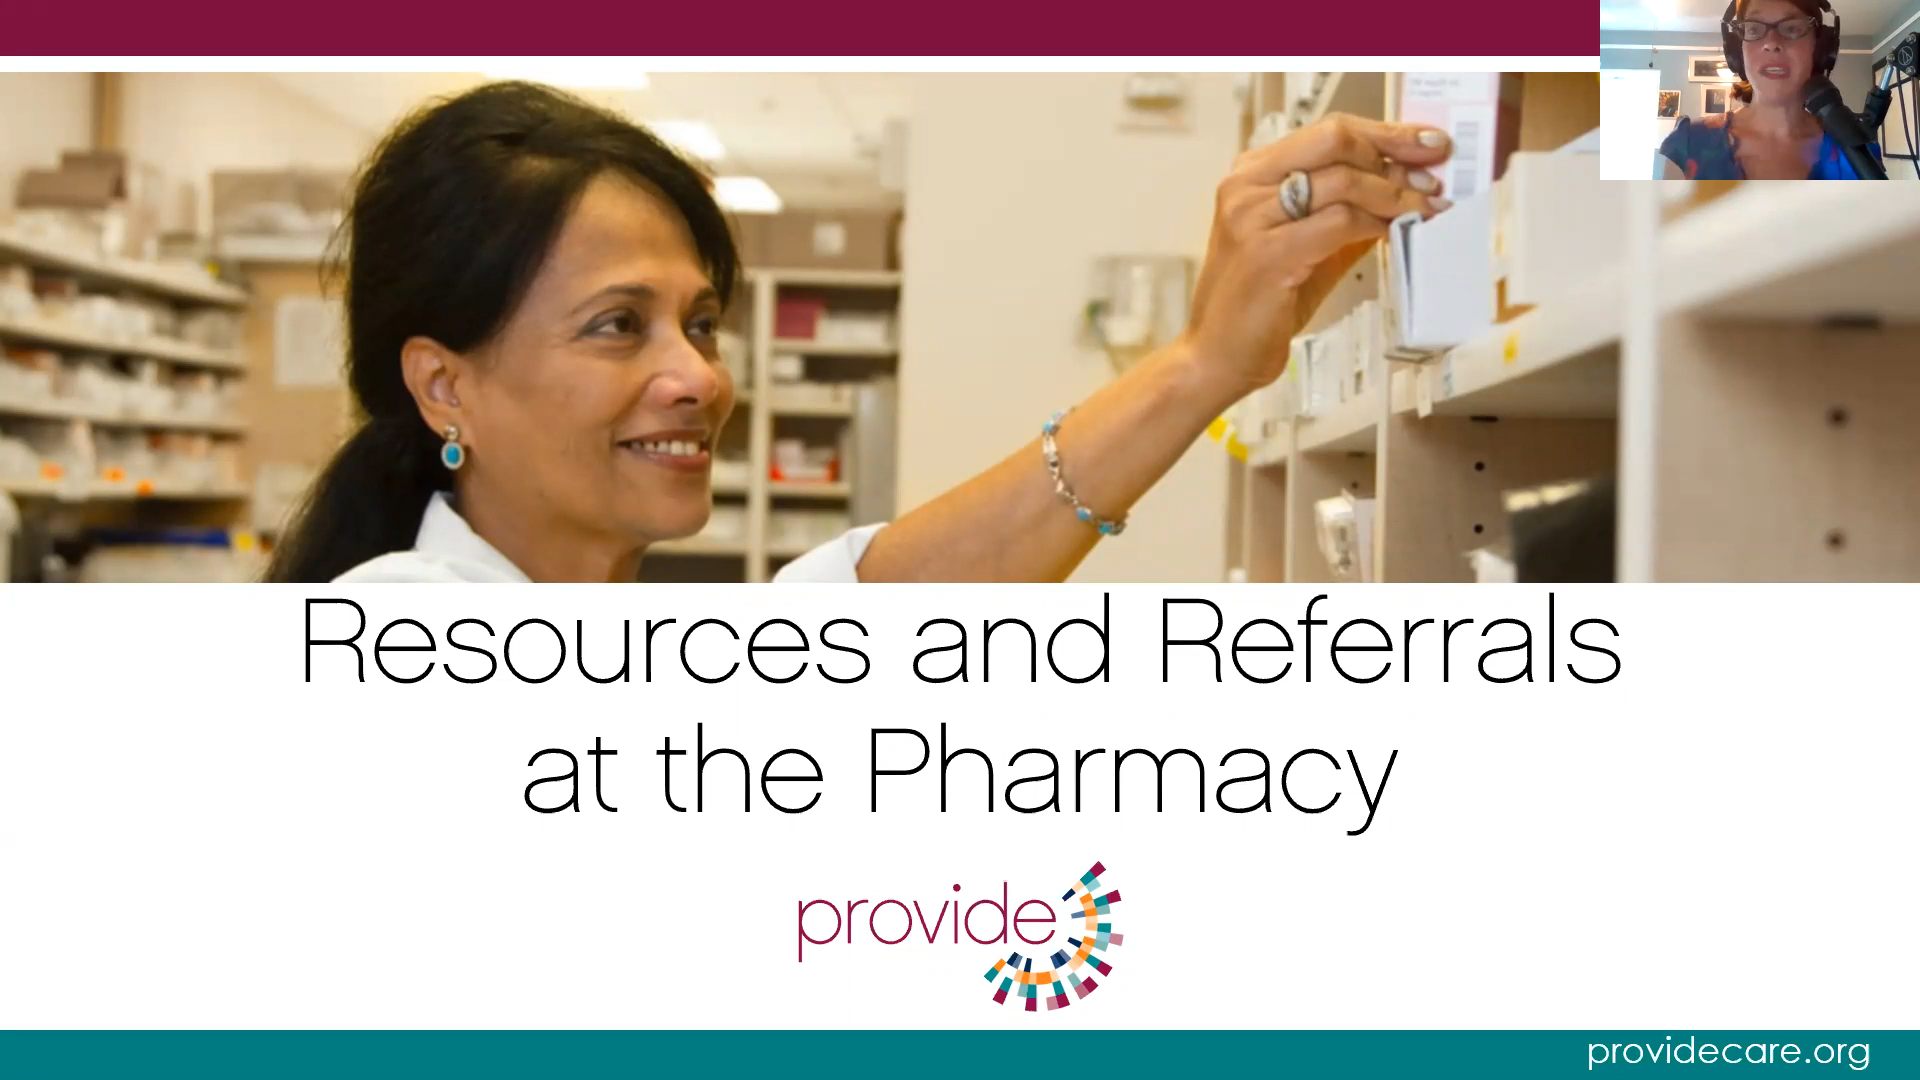 Resources and Referrals
at the Pharmacy
provide
providecare.org